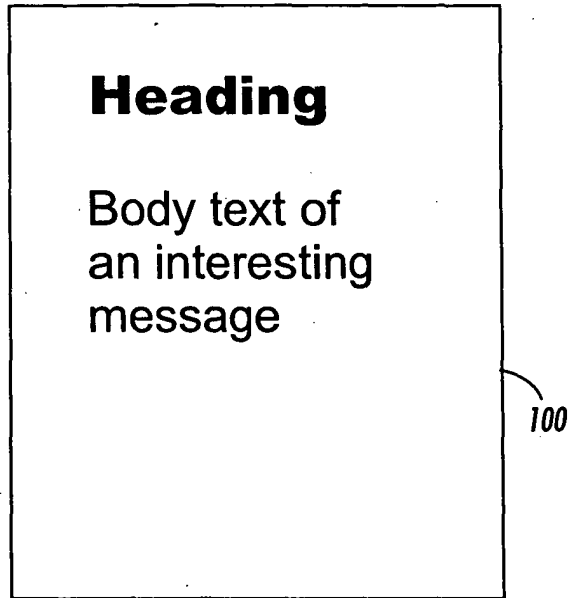 Heading
Body text of
an interesting
message
100